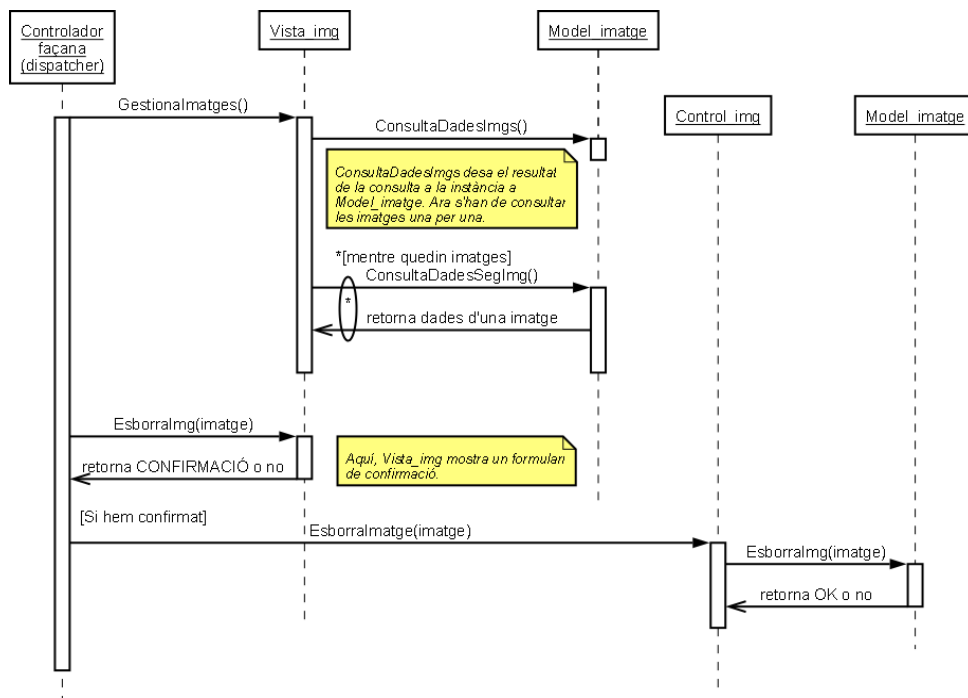 Controlador
façana
(dispatcher)
Vista_img
Model_imatge
GestionaImatges()
ConsultaDadesImgs()
Control_img
Model_imatge
ConsultaDadesImgs desa el resultat
de la consulta a la instància a
Model_imatge. Ara s'han de consultar
les imatges una per una.
*[mentre quedin imatges]
ConsultaDadesSegImg()
*
retorna dades d'una imatge
EsborraImg(imatge)
retorna CONFIRMACIÓ o no
Aquí, Vista_img mostra un formulari
de confirmació.
[Si hem confirmat]
EsborraImatge(imatge)
EsborraImg(imatge)
retorna OK o no